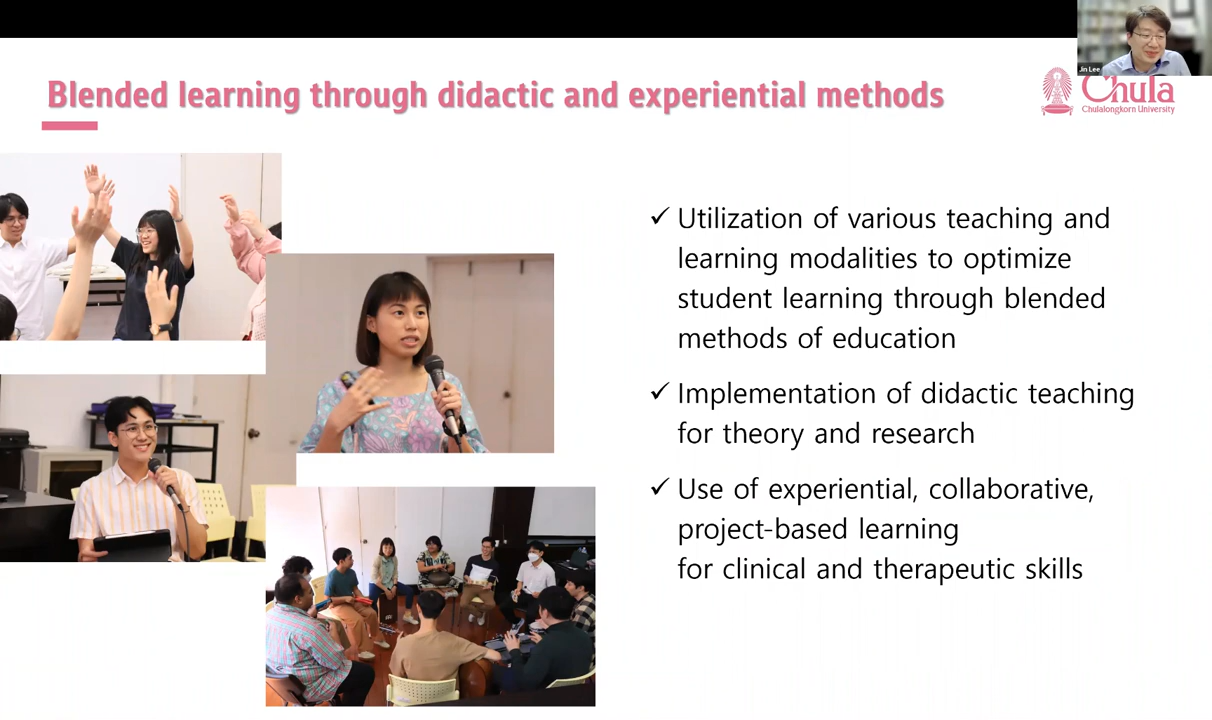 Jin Lee
Blended learning through didactic and experiential methods
Chula
Chulalongkorn University
✓ Utilization of various teaching and
learning modalities to optimize
student learning through blended
methods of education
✓ Implementation of didactic teaching
for theory and research
✓ Use of experiential, collaborative,
project-based learning
for clinical and therapeutic skills